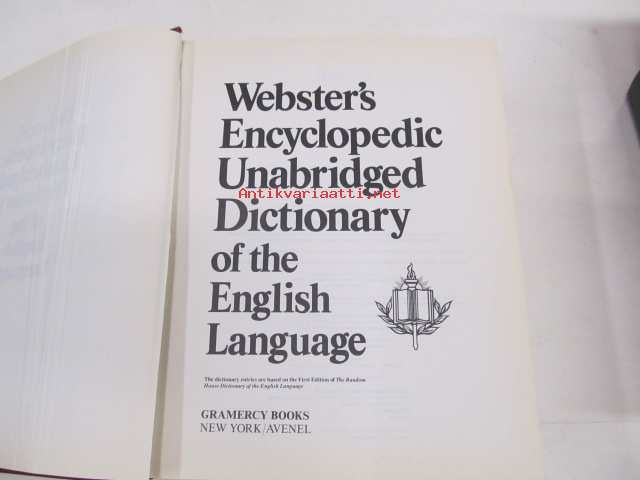 Webster's
Encyclopedic
Unabridged
Antikvariaatti.net
Dictionary
of the
English
Language
The dictionary entries are based on the First Edition of The Random
House Dictionary of the English Language
GRAMERCY BOOKS
NEW YORK/AVENEL